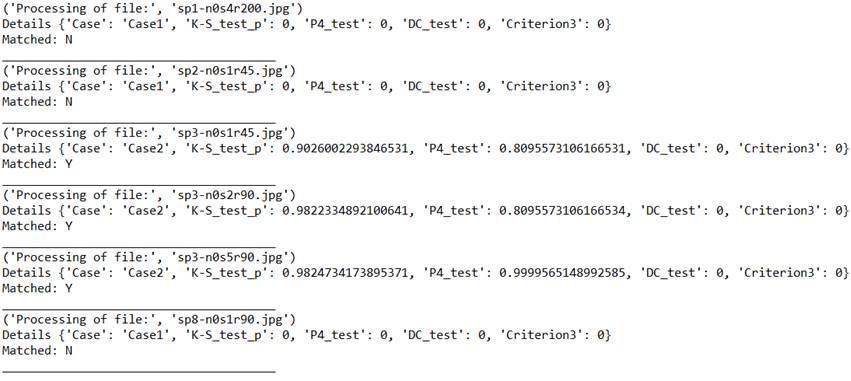 ('Processing of file:', 'sp1-n0s4r200.jpg')
Details {'Case': 'Case1', 'K-S_test_p': 0, 'P4_test': 0, 'DC_test': 0, 'Criterion3': 0}
Matched: N
('Processing of file:', 'sp2-n0s1r45.jpg')
Details {'Case': 'Case1', 'K-S_test_p': 0, 'P4_test': 0, 'DC_test': 0, 'Criterion3': 0}
Matched: N
('Processing of file:', 'sp3-n0s1r45.jpg')
Details {'Case': 'Case2', 'K-S_test_p': 0.9026002293846531, 'P4_test': 0.8095573106166531, 'DC_test': 0, 'Criterion3': 0}
Matched: Y
('Processing of file:', 'sp3-n0s2r90.jpg')
Details {'Case': 'Case2', 'K-S_test_p': 0.9822334892100641, 'P4_test': 0.8095573106166534, 'DC_test': 0, 'Criterion3': 0}
Matched: Y
('Processing of file:', 'sp3-n0s5r90.jpg')
Details {'Case': 'Case2', 'K-S_test_p': 0.9824734173895371, 'P4_test': 0.9999565148992585, 'DC_test': 0, 'Criterion3': 0}
Matched: Y
('Processing of file:', 'sp8-n0s1r90.jpg')
Details {'Case': 'Case1', 'K-S_test_p': 0, 'P4_test': 0, 'DC_test': 0, 'Criterion3': 0}
Matched: N